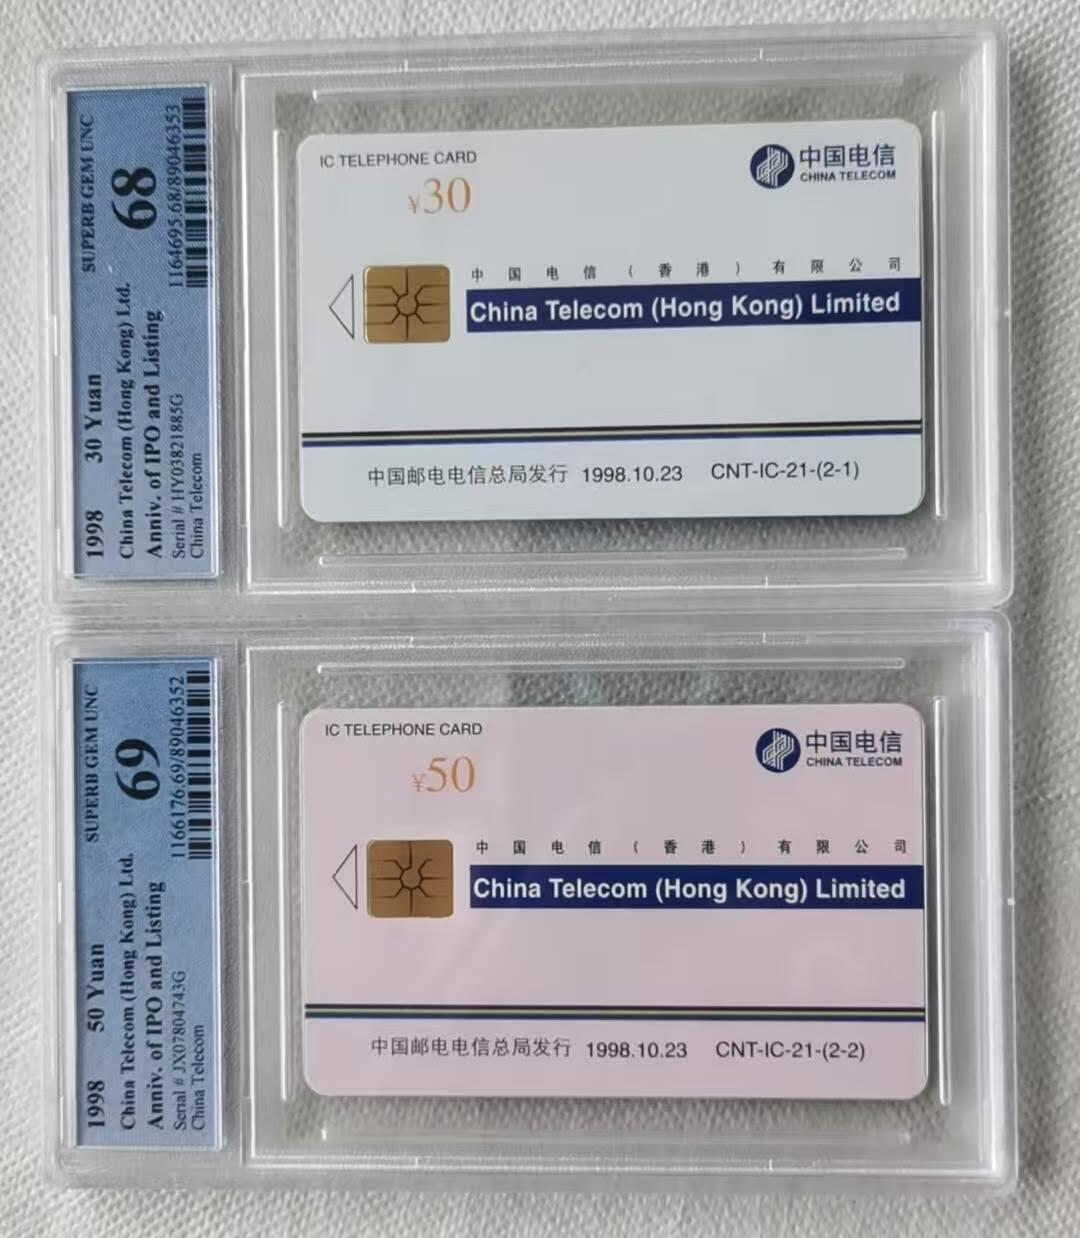 1998 30 Yuan SUPERB GEM UNC
China Telecom (Hong Kong) Ltd. 68
Anniv. of IPO and Listing
Serial # HY03821885G 1164695.68/89046353
China Telecom
IC TELEPHONE CARD
¥30
中国电信
CHINA TELECOM
中国电信(香港)有限公司
China Telecom (Hong Kong) Limited
中国邮电电信总局发行 1998.10.23 CNT-IC-21-(2-1)
1998 50 Yuan SUPERB GEM UNC
China Telecom (Hong Kong) Ltd. 69
Anniv. of IPO and Listing
Serial # JX07804743G 1166176.69/89046352
China Telecom
IC TELEPHONE CARD
¥50
中国电信
CHINA TELECOM
中国电信(香港)有限公司
China Telecom (Hong Kong) Limited
中国邮电电信总局发行 1998.10.23 CNT-IC-21-(2-2)